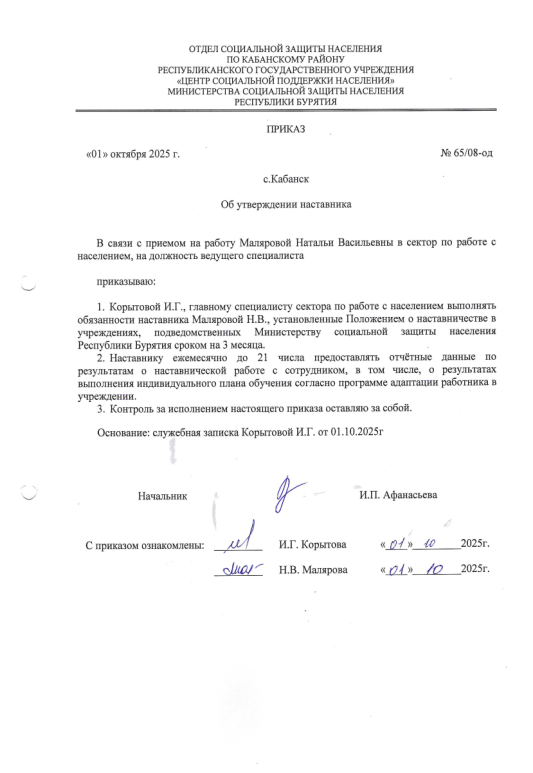 ОТДЕЛ СОЦИАЛЬНОЙ ЗАЩИТЫ НАСЕЛЕНИЯ
ПО КАБАНСКОМУ РАЙОНУ
РЕСПУБЛИКАНСКОГО ГОСУДАРСТВЕННОГО УЧРЕЖДЕНИЯ
«ЦЕНТР СОЦИАЛЬНОЙ ПОДДЕРЖКИ НАСЕЛЕНИЯ»
МИНИСТЕРСТВА СОЦИАЛЬНОЙ ЗАЩИТЫ НАСЕЛЕНИЯ
РЕСПУБЛИКИ БУРЯТИЯ
ПРИКАЗ
«01» октября 2025 г. № 65/08-од
с.Кабанск
Об утверждении наставника
В связи с приемом на работу Маляровой Натальи Васильевны в сектор по работе с
населением, на должность ведущего специалиста
приказываю:
1. Корытовой И.Г., главному специалисту сектора по работе с населением выполнять
обязанности наставника Маляровой Н.В., установленные Положением о наставничестве в
учреждениях, подведомственных Министерству социальной защиты населения
Республики Бурятия сроком на 3 месяца.
2. Наставнику ежемесячно до 21 числа предоставлять отчётные данные по
результатам о наставнической работе с сотрудником, в том числе, о результатах
выполнения индивидуального плана обучения согласно программе адаптации работника в
учреждении.
3. Контроль за исполнением настоящего приказа оставляю за собой.
Основание: служебная записка Корытовой И.Г. от 01.10.2025г
Начальник И.П. Афанасьева
С приказом ознакомлены: И.Г. Корытова «01» 10 2025г.
Н.В. Малярова «01» 10 2025г.